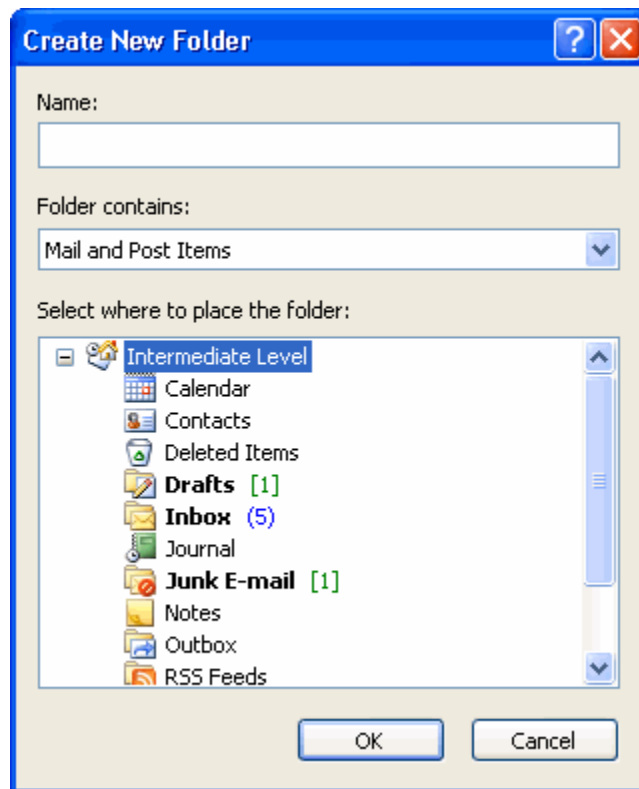 Create New Folder
Name:
Folder contains:
Mail and Post Items
Select where to place the folder:
Intermediate Level
Calendar
Contacts
Deleted Items
Drafts [1]
Inbox (5)
Journal
Junk E-mail [1]
Notes
Outbox
RSS Feeds
OK Cancel